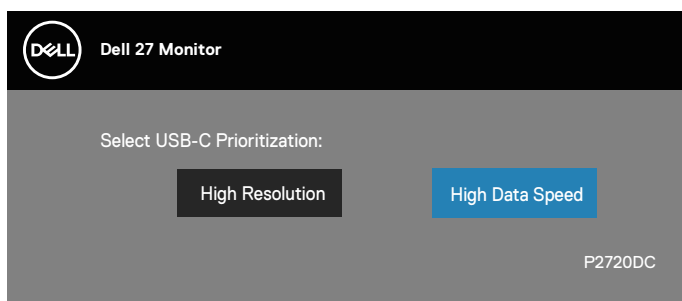 DELL Dell 27 Monitor
Select USB-C Prioritization:
High Resolution High Data Speed
P2720DC